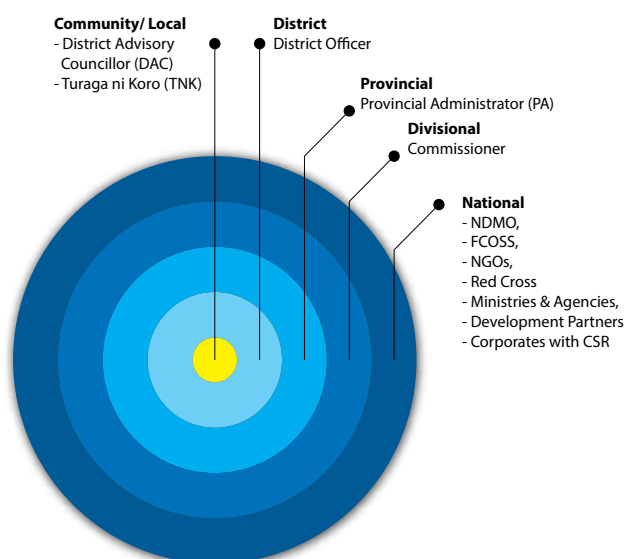 Community/ Local
- District Advisory
Councillor (DAC)
- Turaga ni Koro (TNK)
District
District Officer
Provincial
Provincial Administrator (PA)
Divisional
Commissioner
National
- NDMO,
- FCOSS,
- NGOs,
- Red Cross
- Ministries & Agencies,
- Development Partners
- Corporates with CSR